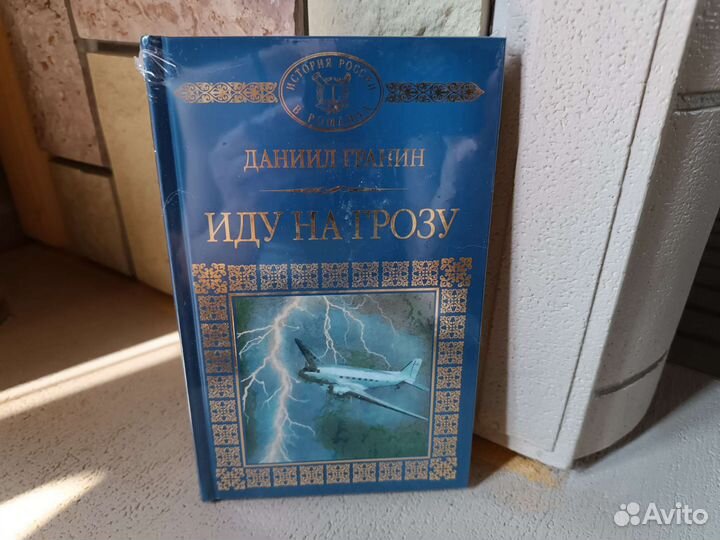 ИСТОРИЯ РОССИИ
В РОМАНАХ
ДАНИИЛ ГРАНИН
ИДУ НА ГРОЗУ
Avito